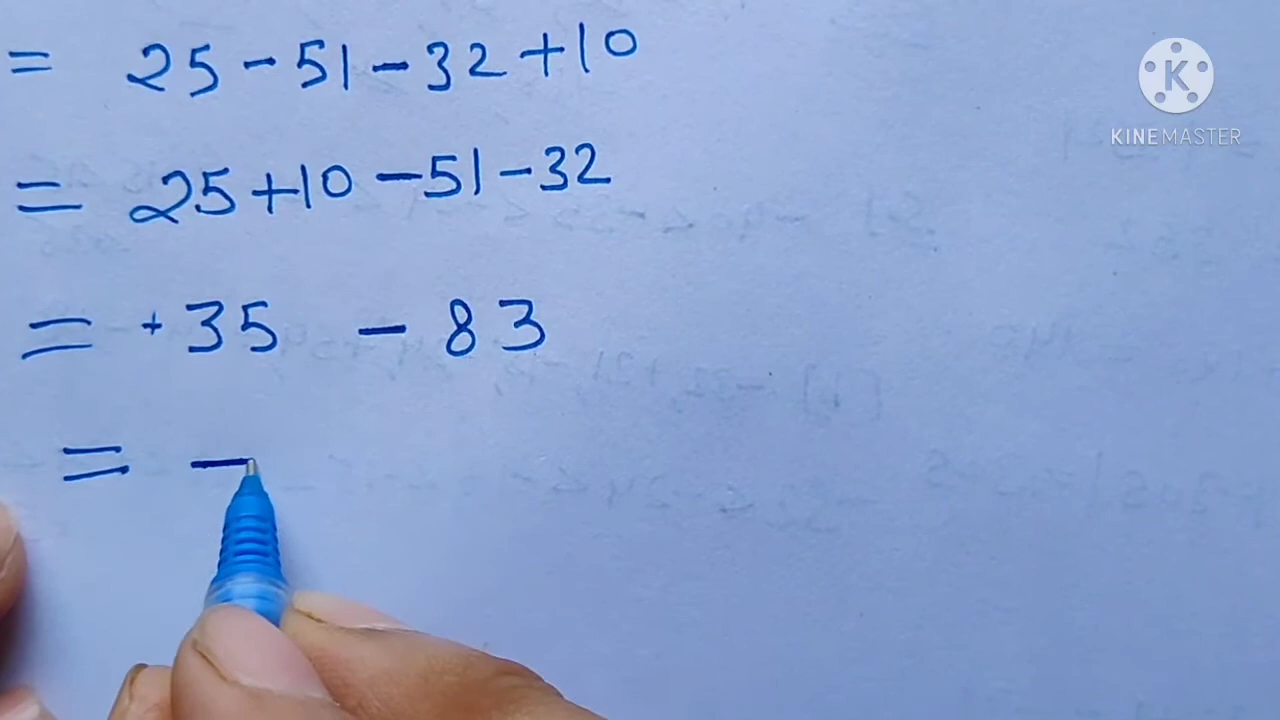 = 25 - 51 - 32 + 10
K
KINEMASTER
= 25 + 10 - 51 - 32
= + 35 - 83
= -